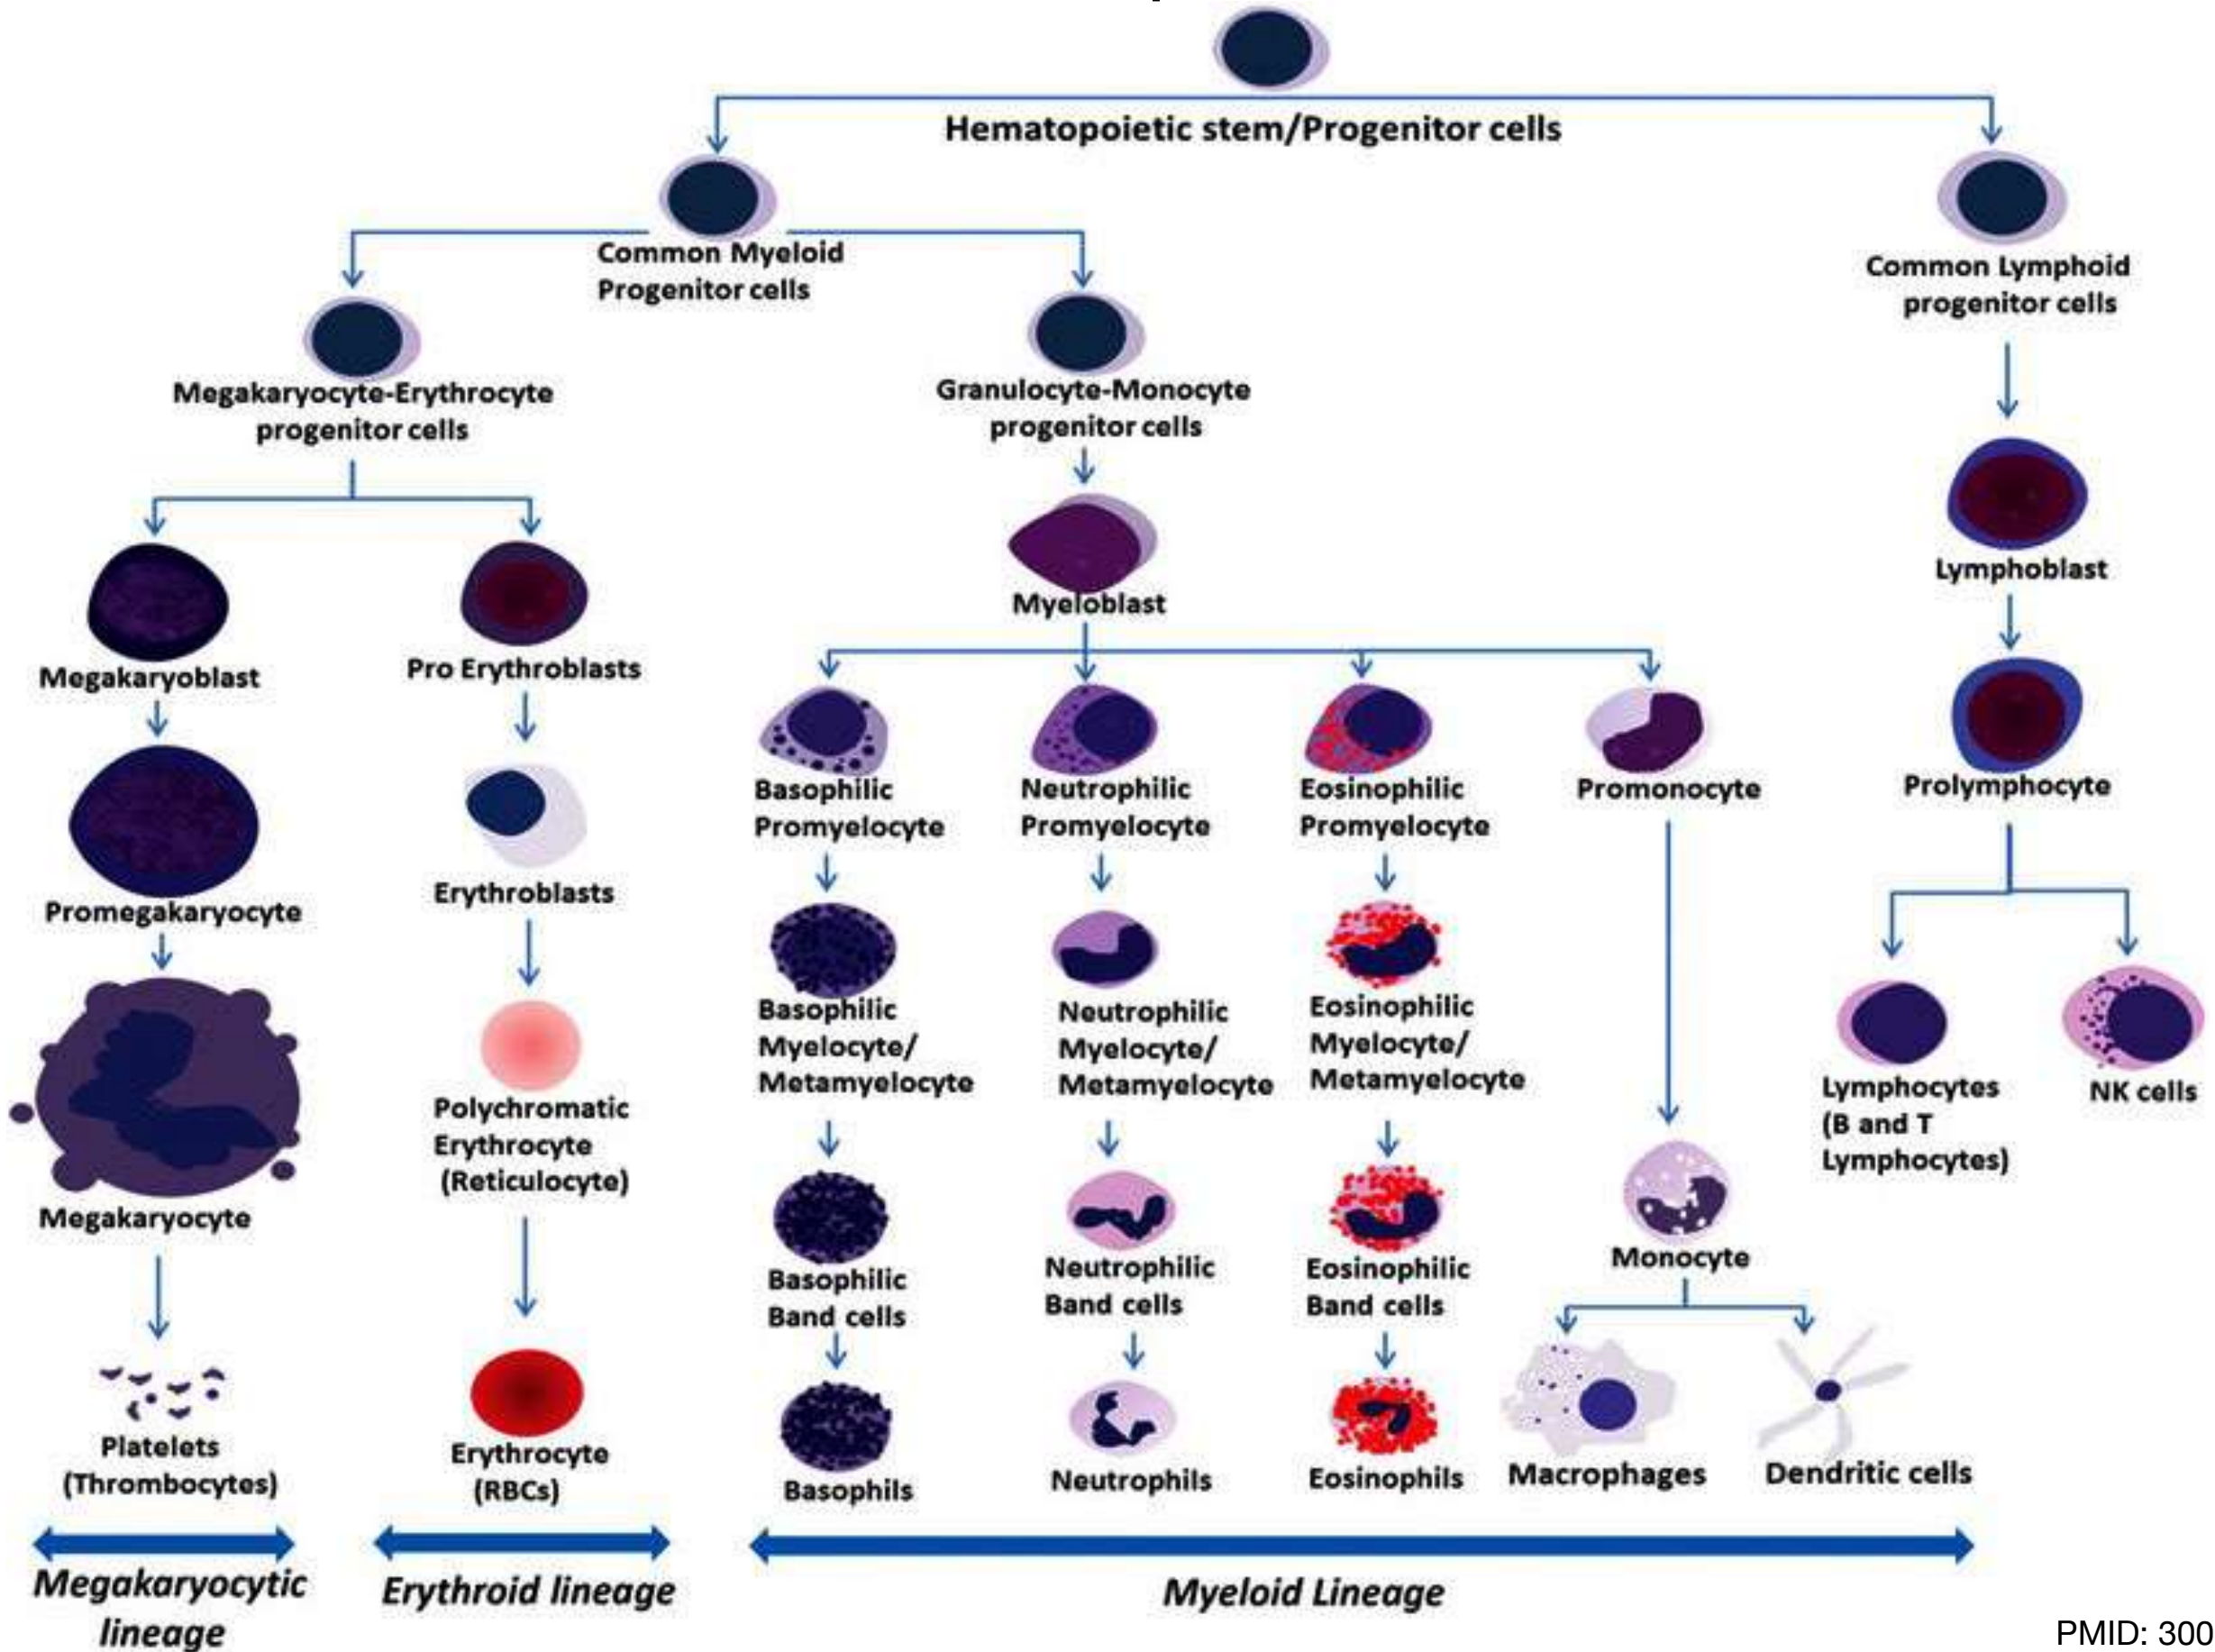 Hematopoietic stem/Progenitor cells
Common Myeloid
Progenitor cells
Common Lymphoid
progenitor cells
Megakaryocyte-Erythrocyte
progenitor cells
Granulocyte-Monocyte
progenitor cells
Lymphoblast
Myeloblast
Megakaryoblast
Pro Erythroblasts
Basophilic
Promyelocyte
Neutrophilic
Promyelocyte
Eosinophilic
Promyelocyte
Promonocyte
Prolymphocyte
Promegakaryocyte
Erythroblasts
Basophilic
Myelocyte/
Metamyelocyte
Neutrophilic
Myelocyte/
Metamyelocyte
Eosinophilic
Myelocyte/
Metamyelocyte
Lymphocytes
(B and T
Lymphocytes)
NK cells
Megakaryocyte
Polychromatic
Erythrocyte
(Reticulocyte)
Basophilic
Band cells
Neutrophilic
Band cells
Eosinophilic
Band cells
Monocyte
Platelets
(Thrombocytes)
Erythrocyte
(RBCs)
Basophils
Neutrophils
Eosinophils
Macrophages
Dendritic cells
Megakaryocytic
lineage
Erythroid lineage
Myeloid Lineage
PMID: 300